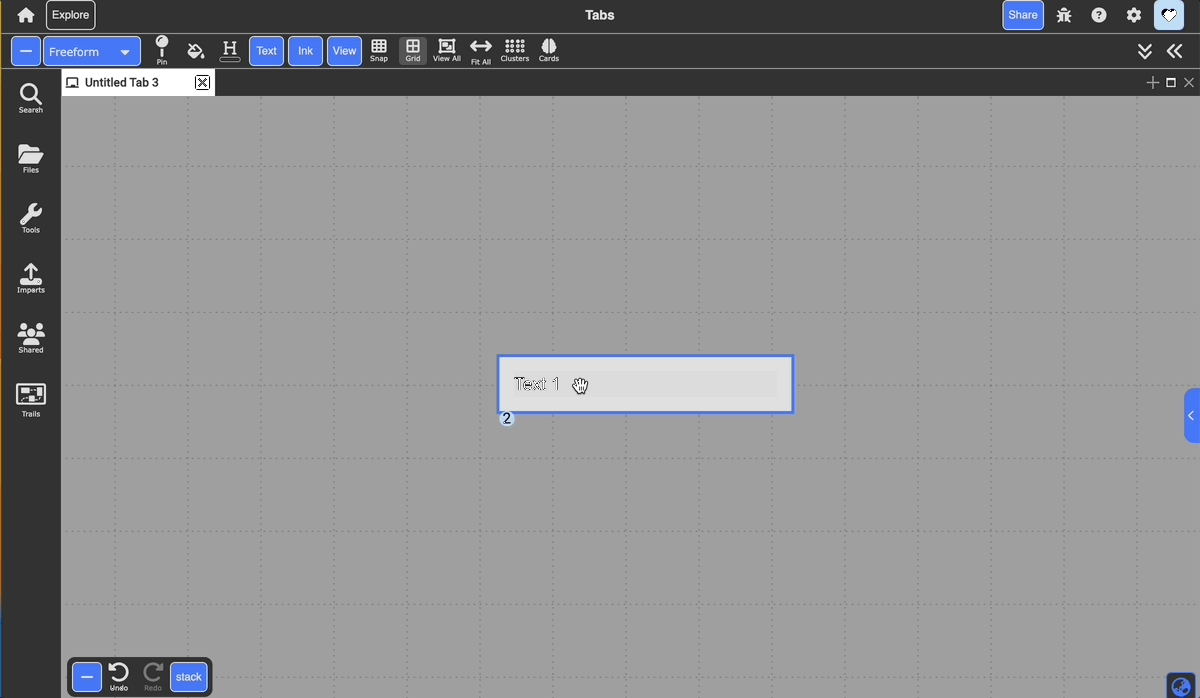 Explore
Tabs
Share
Freeform
Pin
H
Text
Ink
View
Snap
Grid
View All
Fit All
Clusters
Cards
Untitled Tab 3
Search
Files
Tools
Imports
Shared
Trails
Text 1
2
Undo
Redo
stack